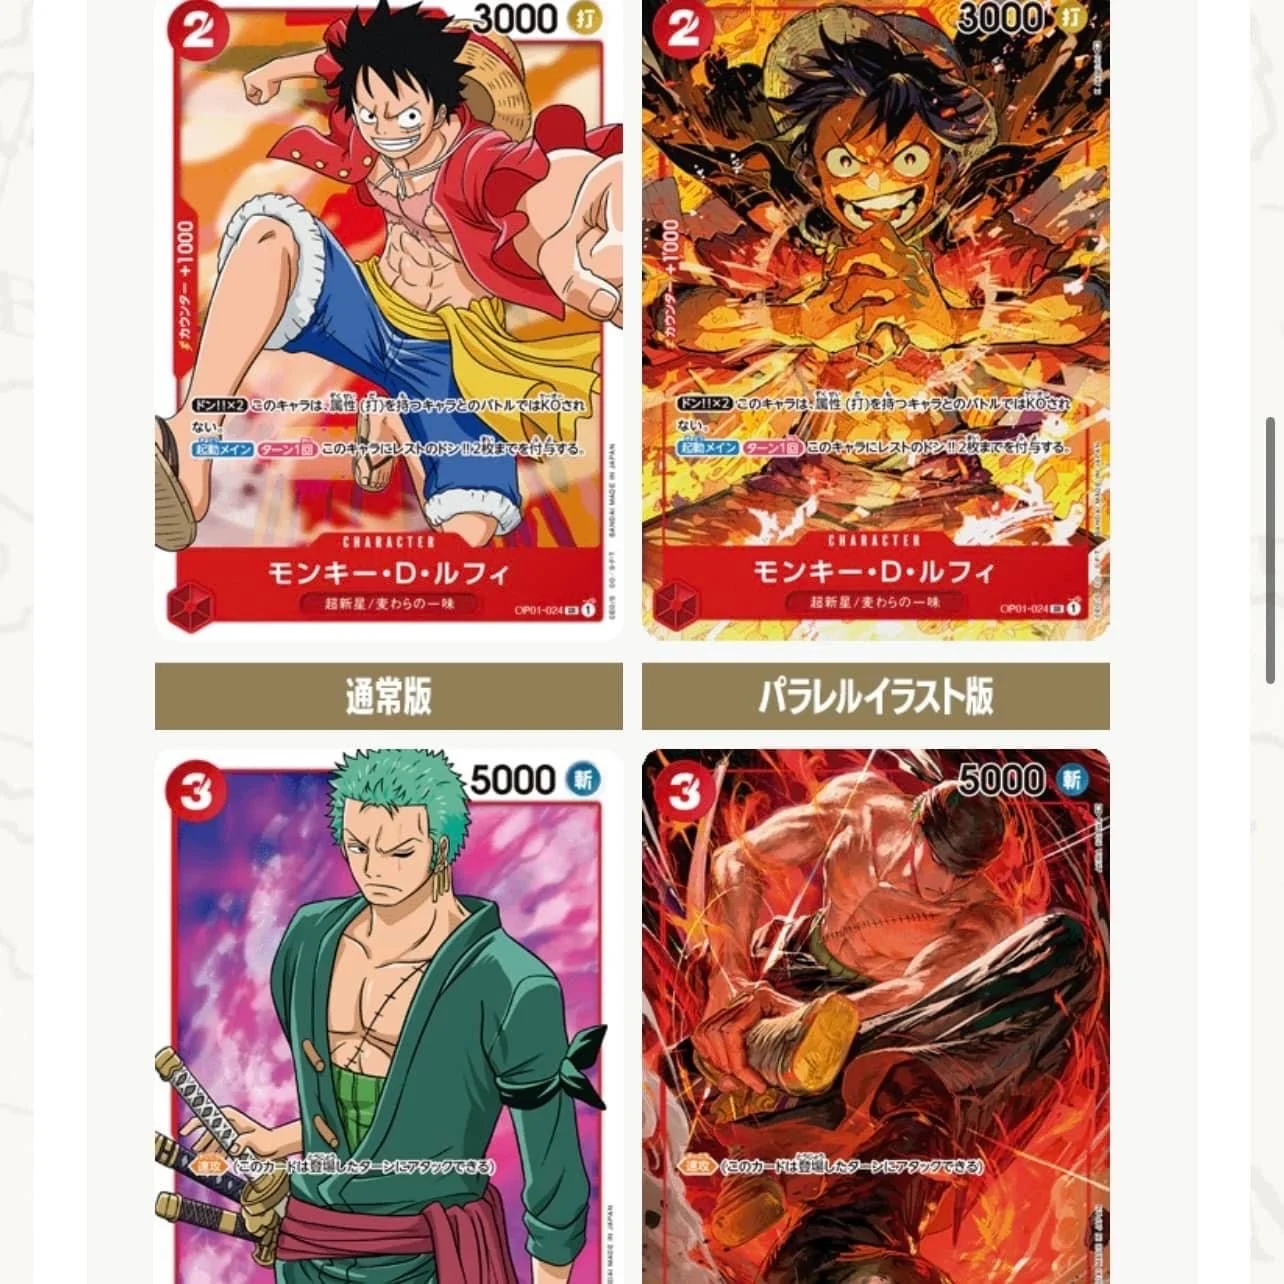 2
3000 打
カウンター +1000
ドン!!×2 このキャラは、属性(打)を持つキャラとのバトルではKOされ
ない。
起動メイン ターン1回 このキャラにレストのドン!!2枚までを付与する。
BANDAI MADE IN JAPAN
CHARACTER
モンキー・D・ルフィ
超新星/麦わらの一味
OP01-024 SR 1
通常版
2
3000 打
カウンター +1000
ドン!!×2 このキャラは、属性(打)を持つキャラとのバトルではKOされ
ない。
起動メイン ターン1回 このキャラにレストのドン!!2枚までを付与する。
BANDAI MADE IN JAPAN
CHARACTER
モンキー・D・ルフィ
超新星/麦わらの一味
OP01-024 SR 1
パラレルイラスト版
3
5000 斬
速攻 (このカードは登場したターンにアタックできる)
MADE IN JAPAN
3
5000 斬
速攻 (このカードは登場したターンにアタックできる)